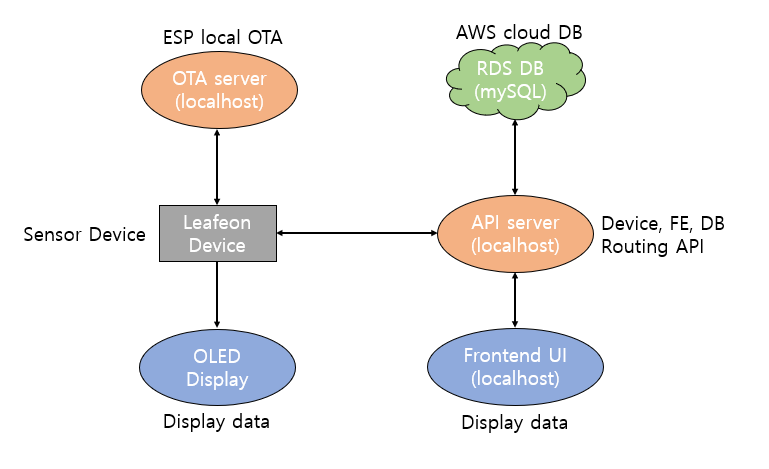 ESP local OTA
AWS cloud DB
OTA server
(localhost)
RDS DB
(mySQL)
Sensor Device
Leafeon
Device
API server
(localhost)
Device, FE, DB
Routing API
OLED
Display
Frontend UI
(localhost)
Display data
Display data